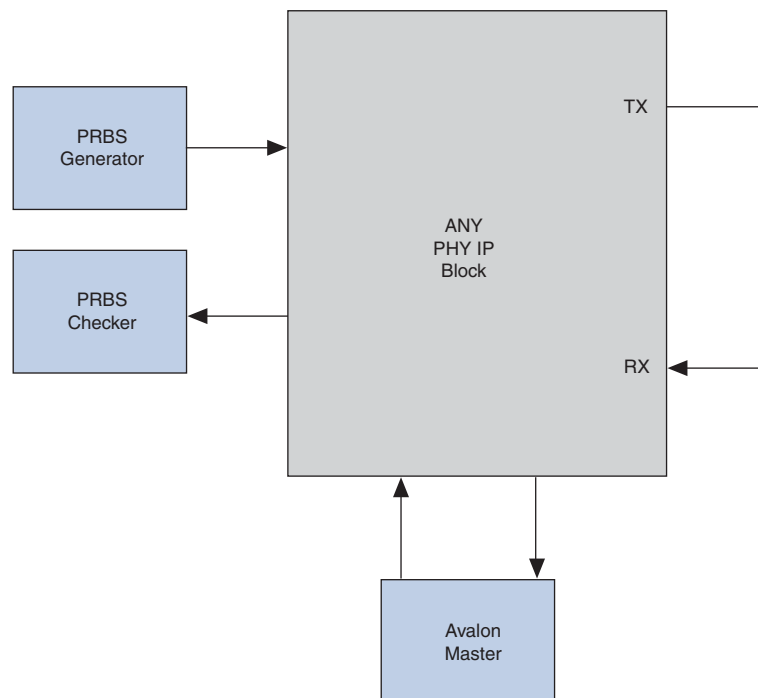 PRBS
Generator
TX
ANY
PHY IP
Block
PRBS
Checker
RX
Avalon
Master